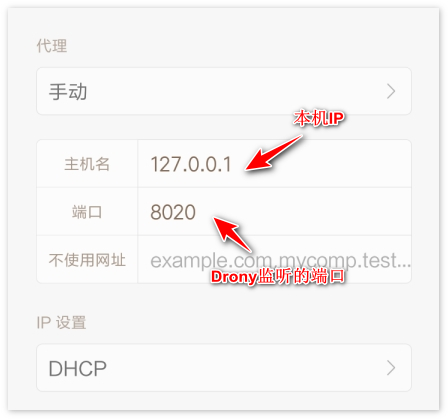 代理
手动
本机IP
主机名 127.0.0.1
端口 8020
不使用网址 example.com,mycomp.test...
Drony监听的端口
IP 设置
DHCP